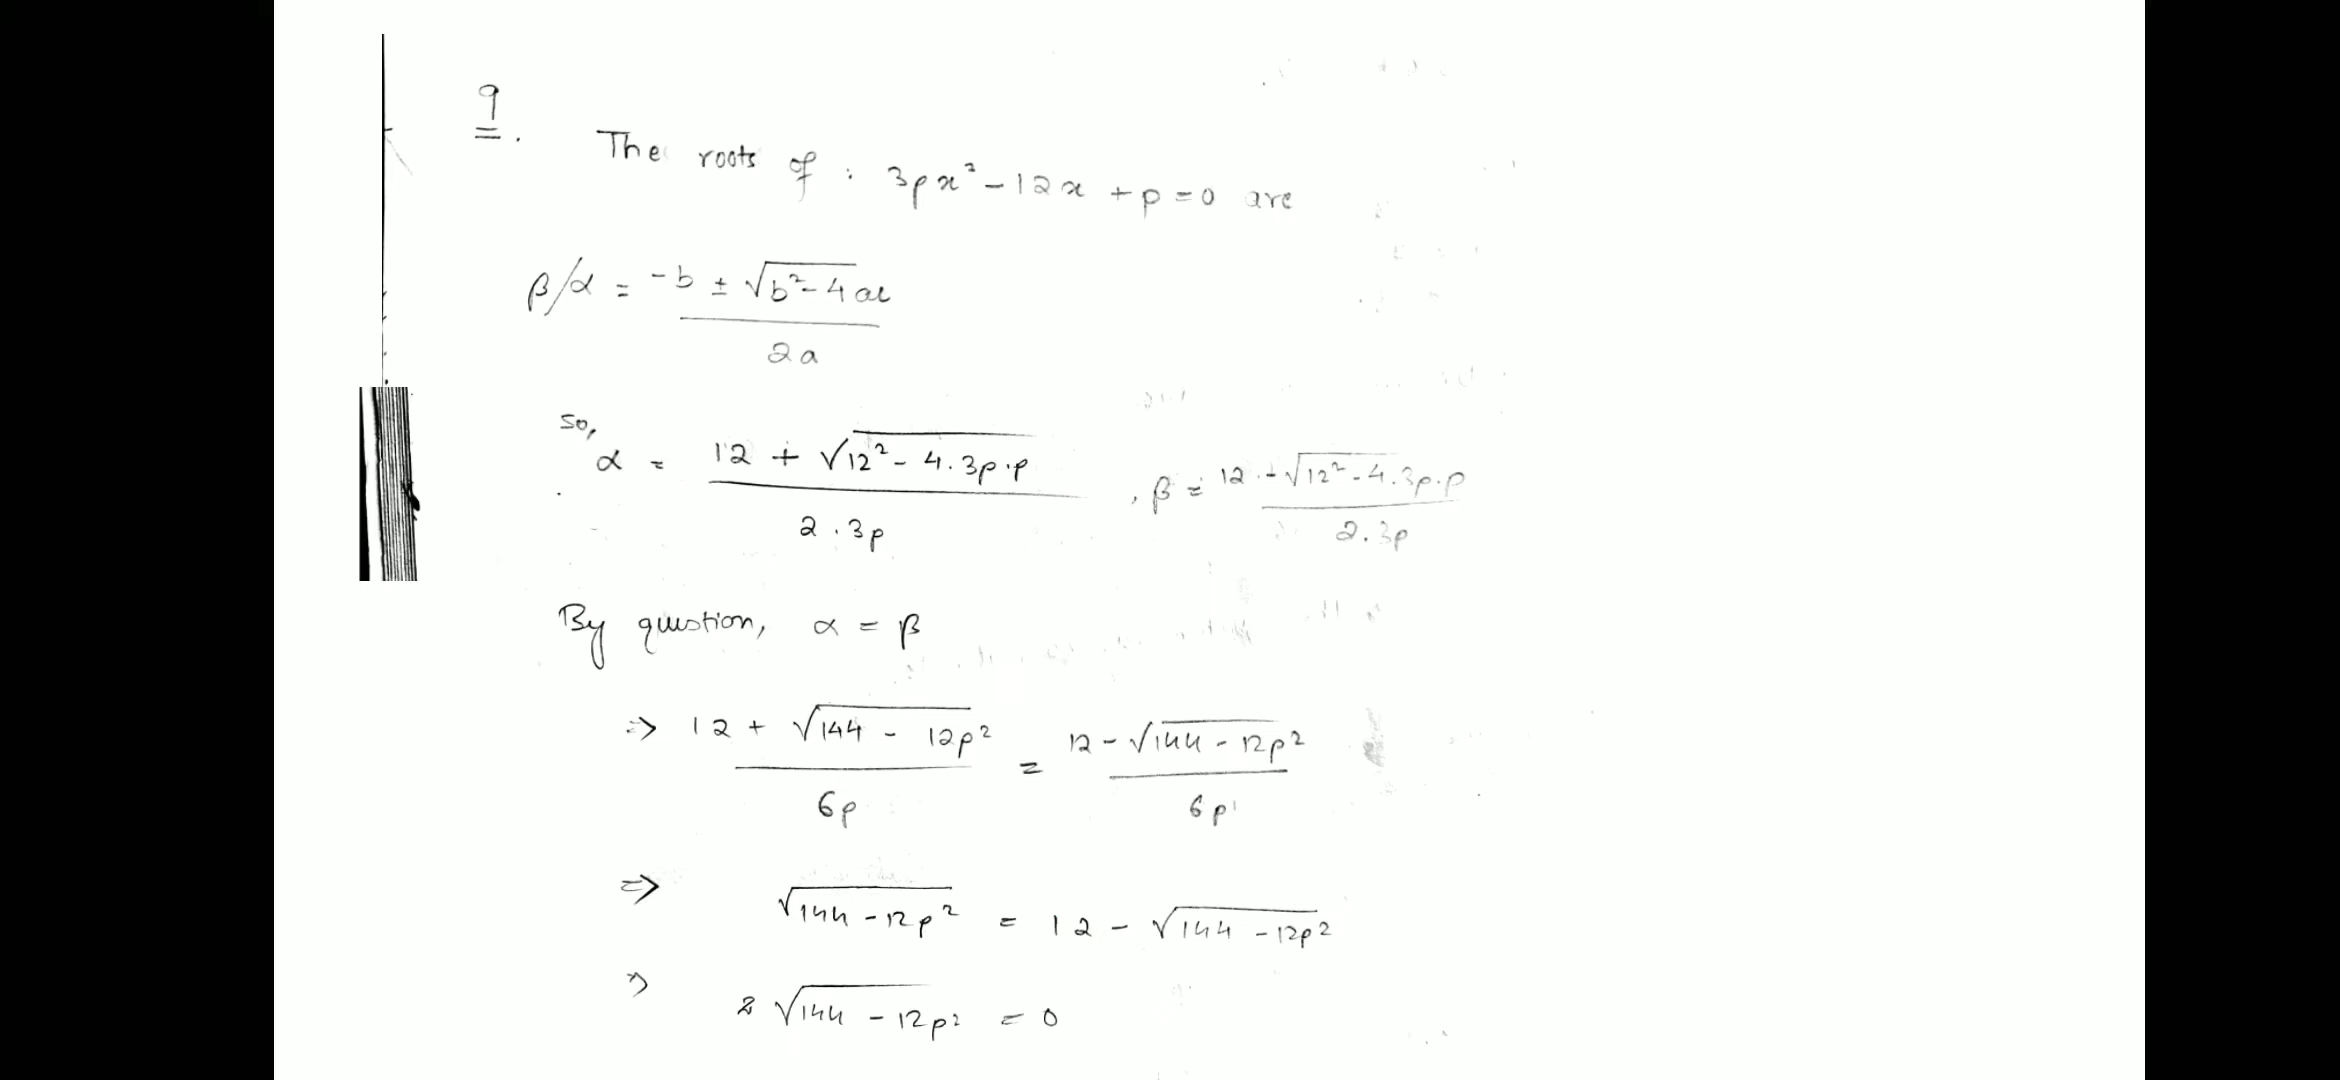 9.
The roots of : 3px² - 12x + p = 0 are
β/α = -b ± √b² - 4ac
2a
So,
α = 12 + √12² - 4.3p.p , β = 12 - √12² - 4.3p.p
2.3p 2.3p
By question, α = β
=> 12 + √144 - 12p² = 12 - √144 - 12p²
6p 6p
=> √144 - 12p² = 12 - √144 - 12p²
=> 2 √144 - 12p² = 0